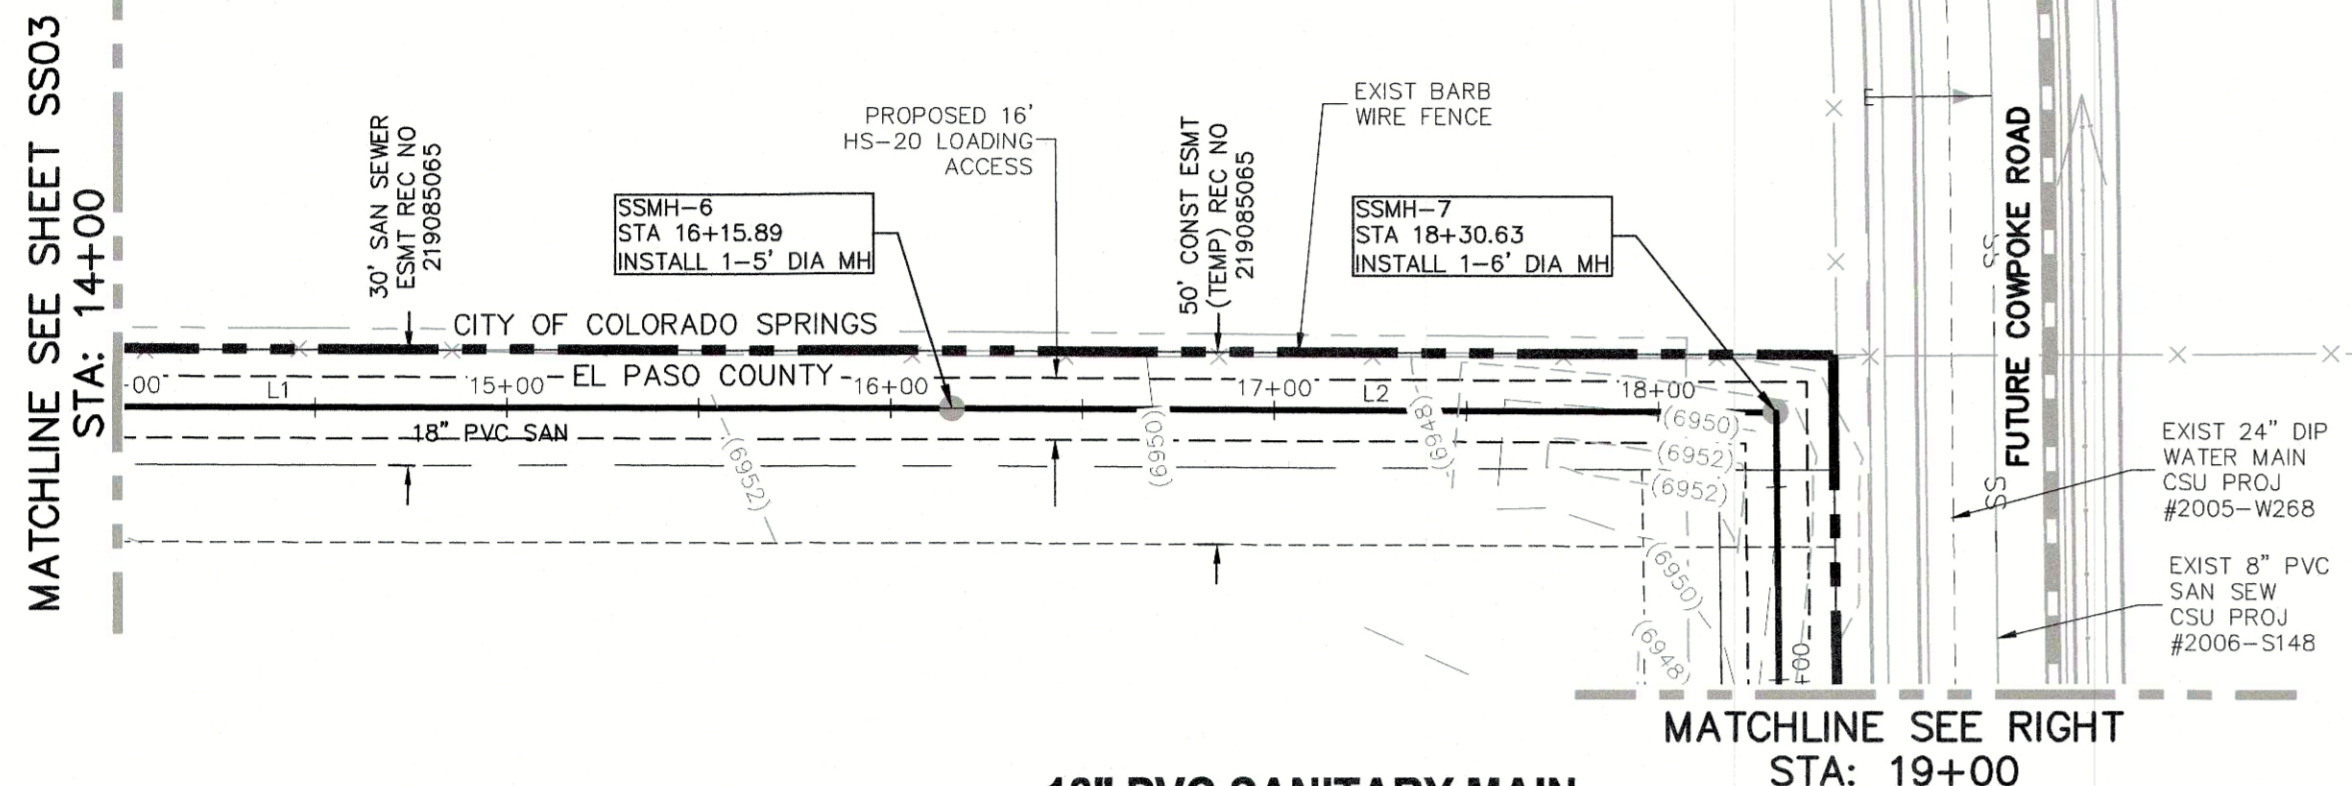 MATCHLINE SEE SHEET SS03
STA: 14+00
30' SAN SEWER
ESMT REC NO
219085065
SSMH-6
STA 16+15.89
INSTALL 1-5' DIA MH
PROPOSED 16'
HS-20 LOADING
ACCESS
50' CONST ESMT
(TEMP) REC NO
219085065
EXIST BARB
WIRE FENCE
SSMH-7
STA 18+30.63
INSTALL 1-6' DIA MH
E
SS
SS
FUTURE COWPOKE ROAD
CITY OF COLORADO SPRINGS
EL PASO COUNTY
-00
L1
15+00
16+00
17+00
L2
18+00
18" PVC SAN
(6952)
(6950)
(6948)
(6950)
(6952)
(6952)
(6950)
(6948)
+00
EXIST 24" DIP
WATER MAIN
CSU PROJ
#2005-W268
EXIST 8" PVC
SAN SEW
CSU PROJ
#2006-S148
MATCHLINE SEE RIGHT
STA: 19+00
PVC SANITARY MAIN